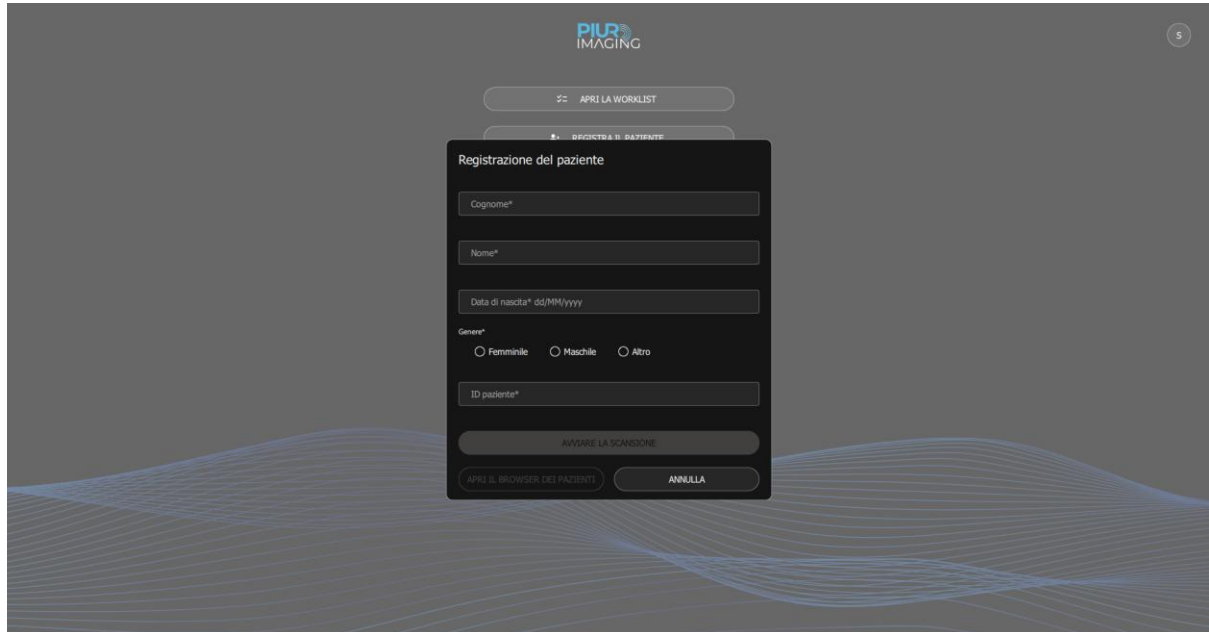 PIUR
IMAGING
S
APRI LA WORKLIST
REGISTRA IL PAZIENTE
Registrazione del paziente
Cognome*
Nome*
Data di nascita* dd/MM/yyyy
Genere*
Femminile Maschile Altro
ID paziente*
AVVIARE LA SCANSIONE
APRI IL BROWSER DEI PAZIENTI ANNULLA